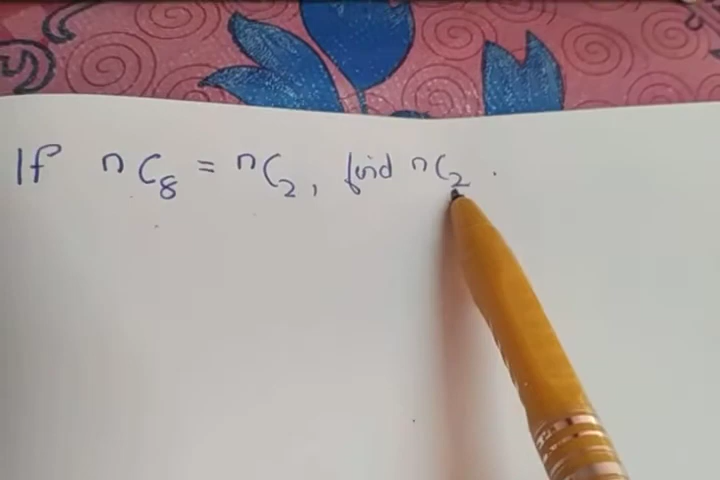 If nC8 = nC2, find nC2.